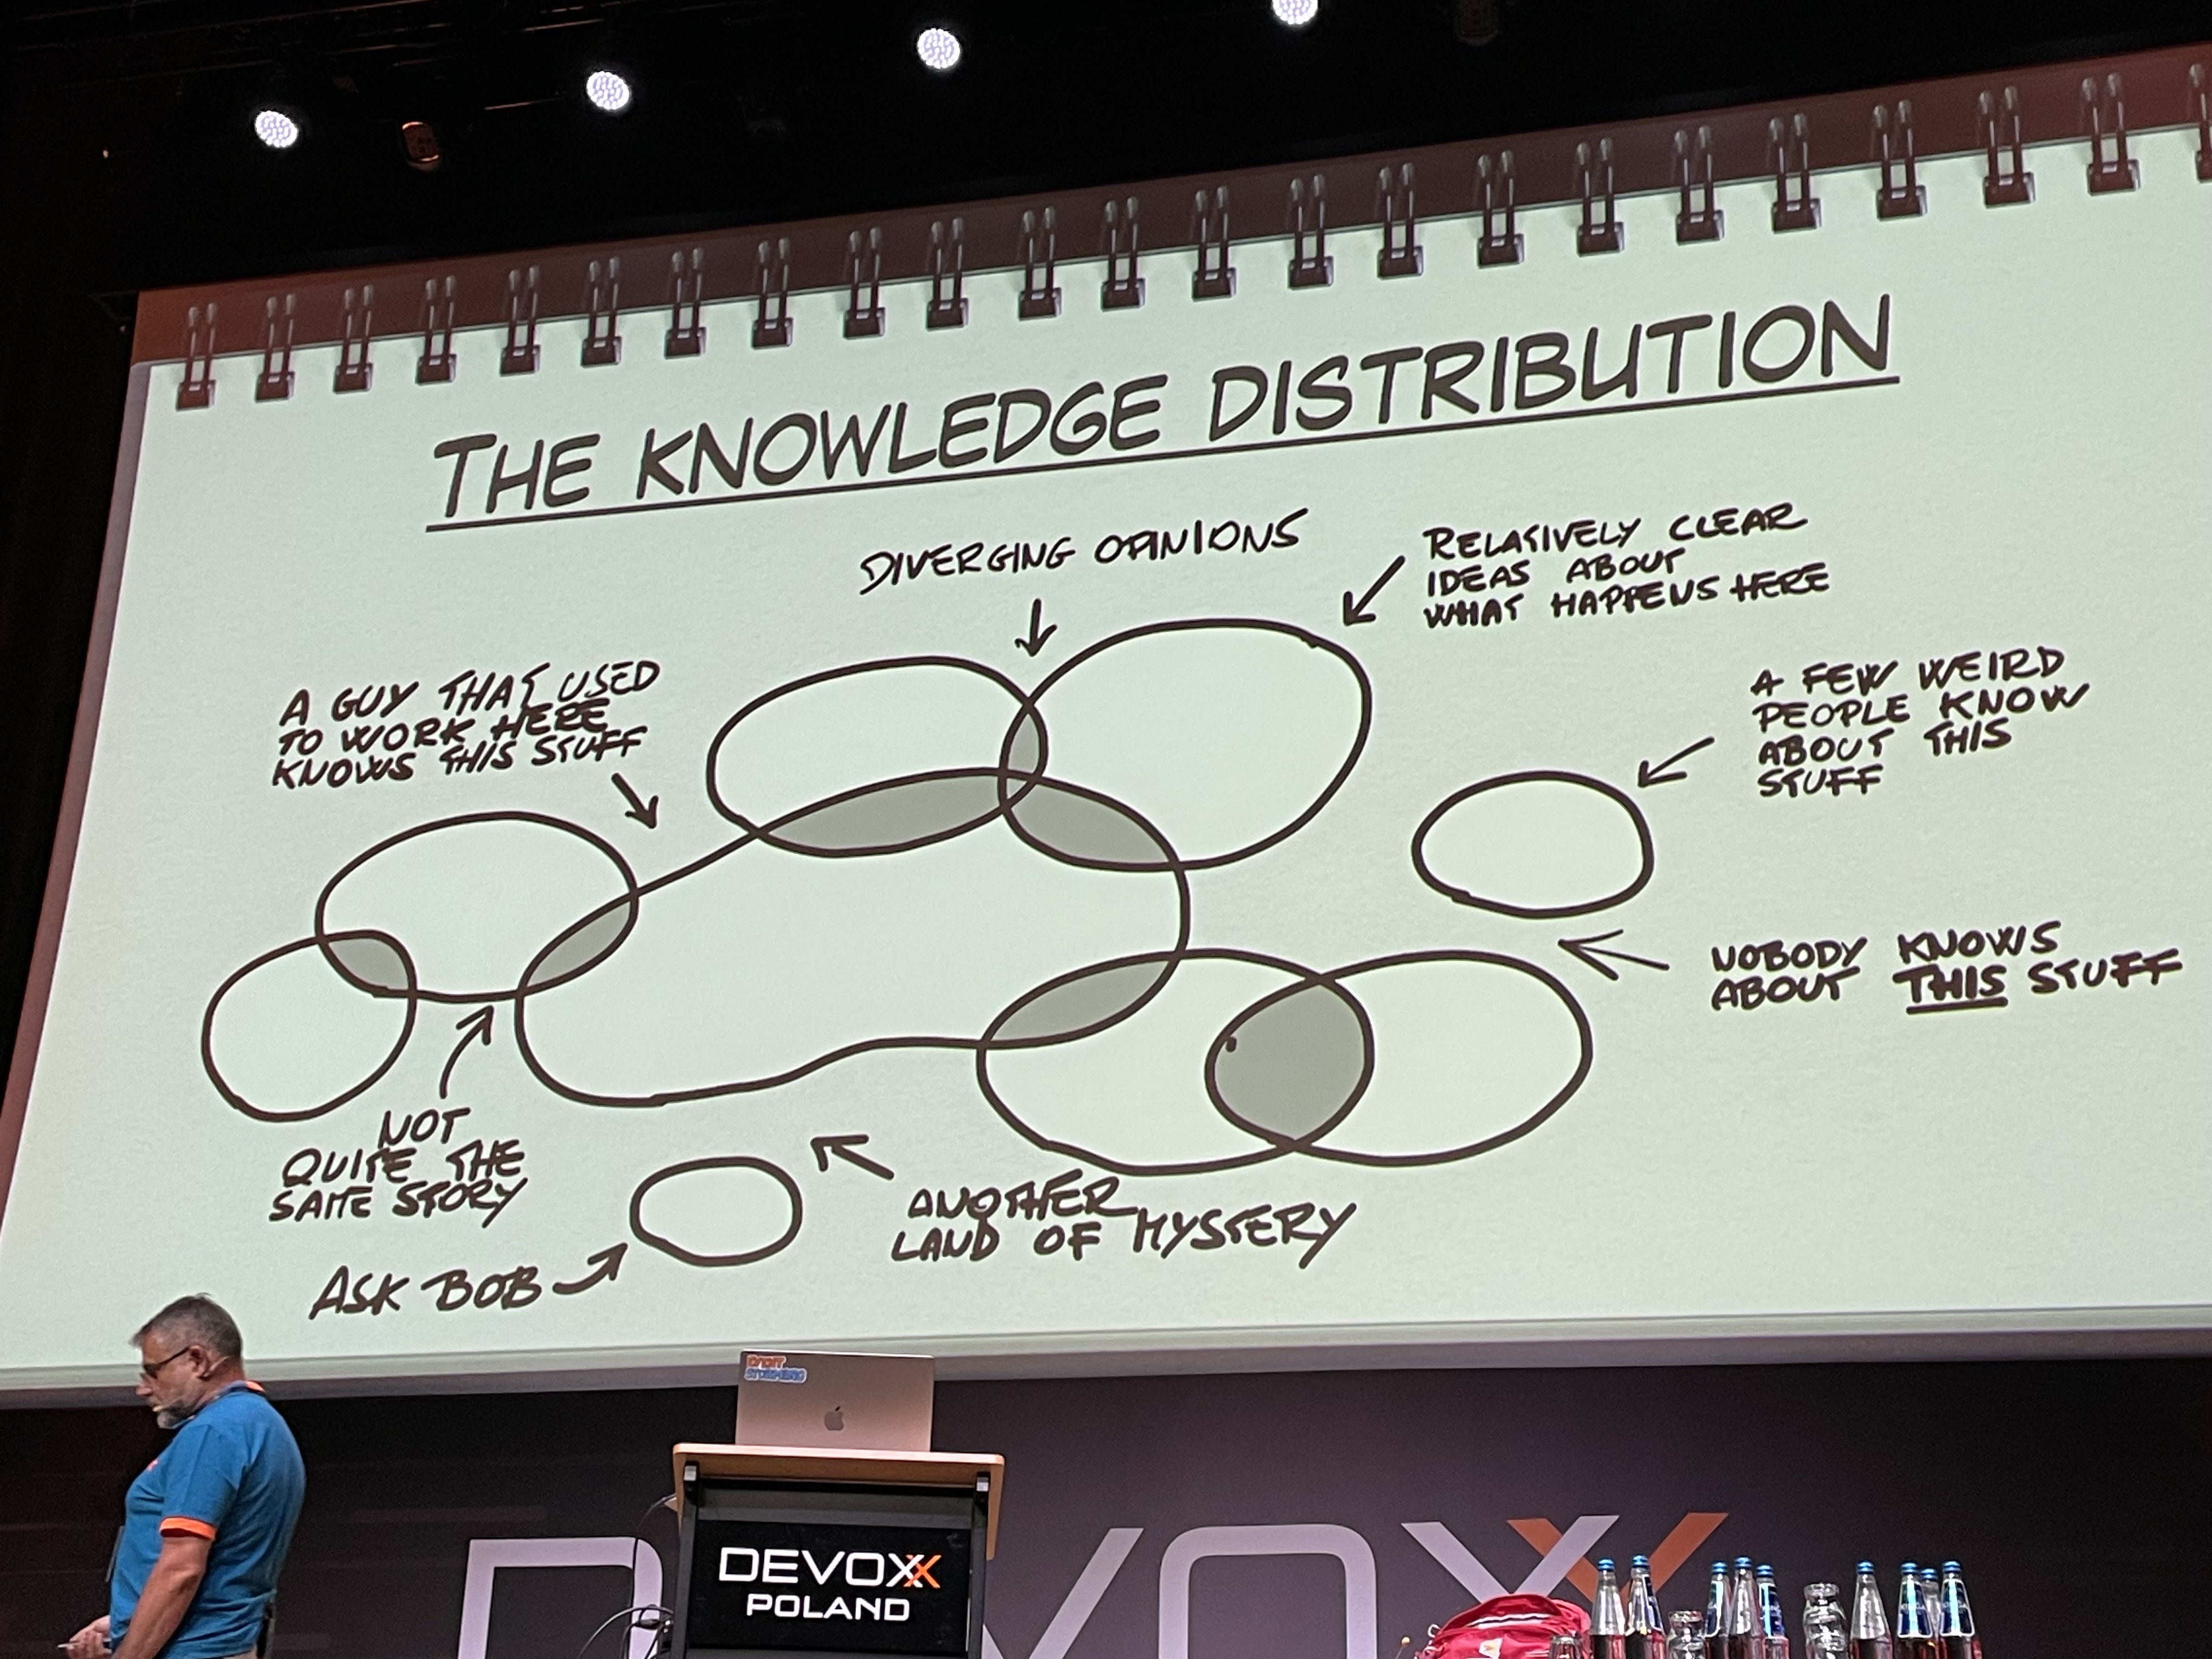 THE KNOWLEDGE DISTRIBUTION
DIVERGING OPINIONS
RELATIVELY CLEAR
IDEAS ABOUT
WHAT HAPPENS HERE
A GUY THAT USED
TO WORK HERE
KNOWS THIS STUFF
A FEW WEIRD
PEOPLE KNOW
ABOUT THIS
STUFF
NOBODY KNOWS
ABOUT THIS STUFF
NOT
QUITE THE
SAME STORY
ANOTHER
LAND OF MYSTERY
ASK BOB
DEVOXX
POLAND
DEVOXX